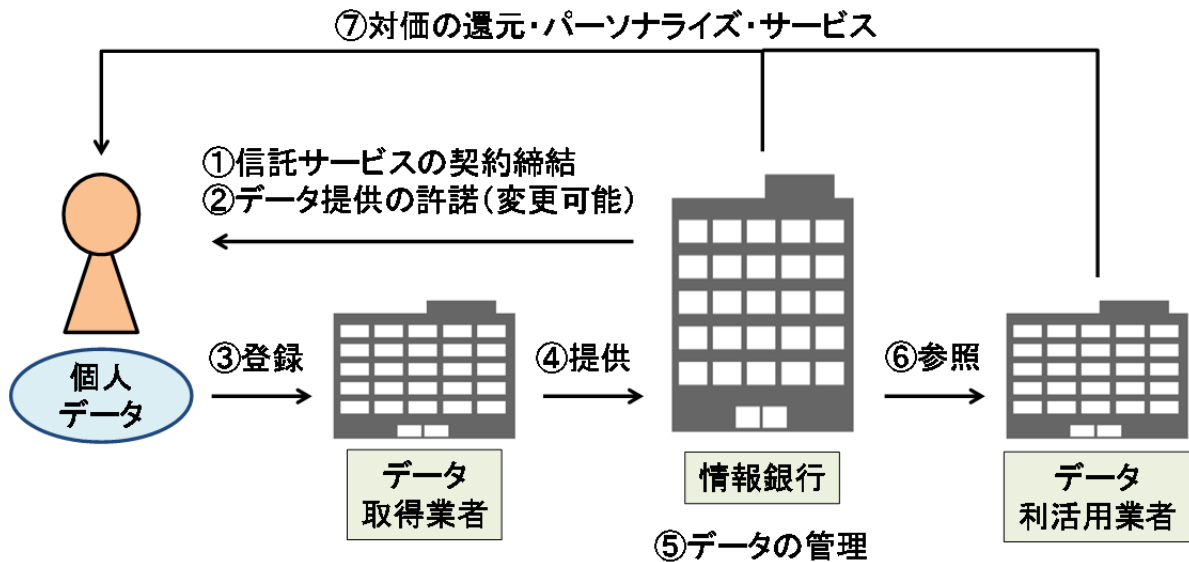 ⑦対価の還元・パーソナライズ・サービス
①信託サービスの契約締結
②データ提供の許諾(変更可能)
③登録
④提供
⑥参照
個人
データ
データ
取得業者
情報銀行
データ
利活用業者
⑤データの管理